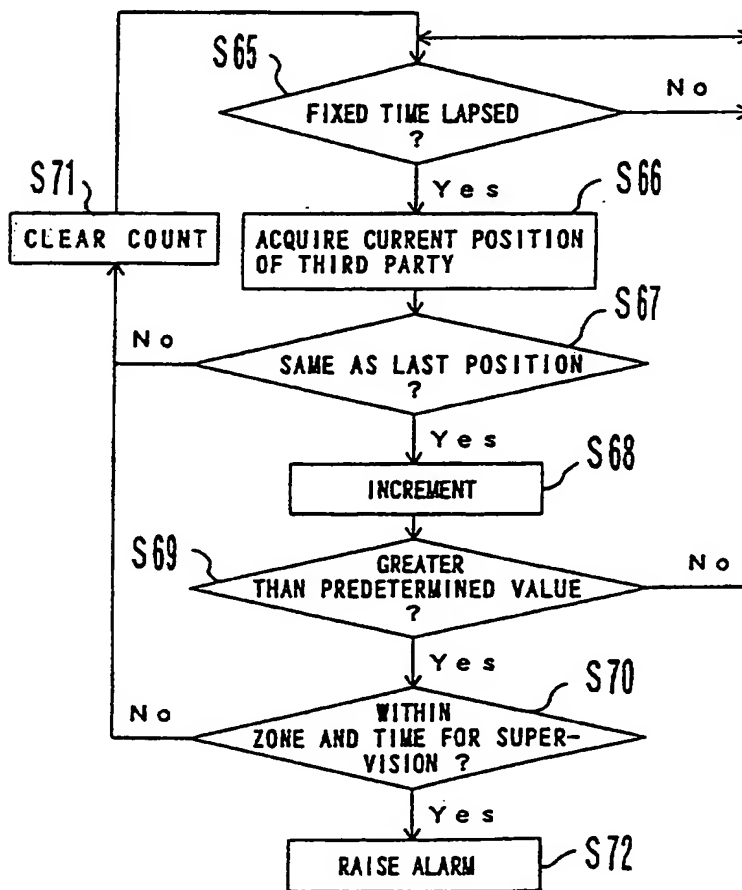 S65
FIXED TIME LAPSED
?
No
Yes
S71
CLEAR COUNT
S66
ACQUIRE CURRENT POSITION
OF THIRD PARTY
S67
No
SAME AS LAST POSITION
?
Yes
S68
INCREMENT
S69
GREATER
THAN PREDETERMINED VALUE
?
No
Yes
S70
No
WITHIN
ZONE AND TIME FOR SUPER-
VISION ?
Yes
RAISE ALARM
S72